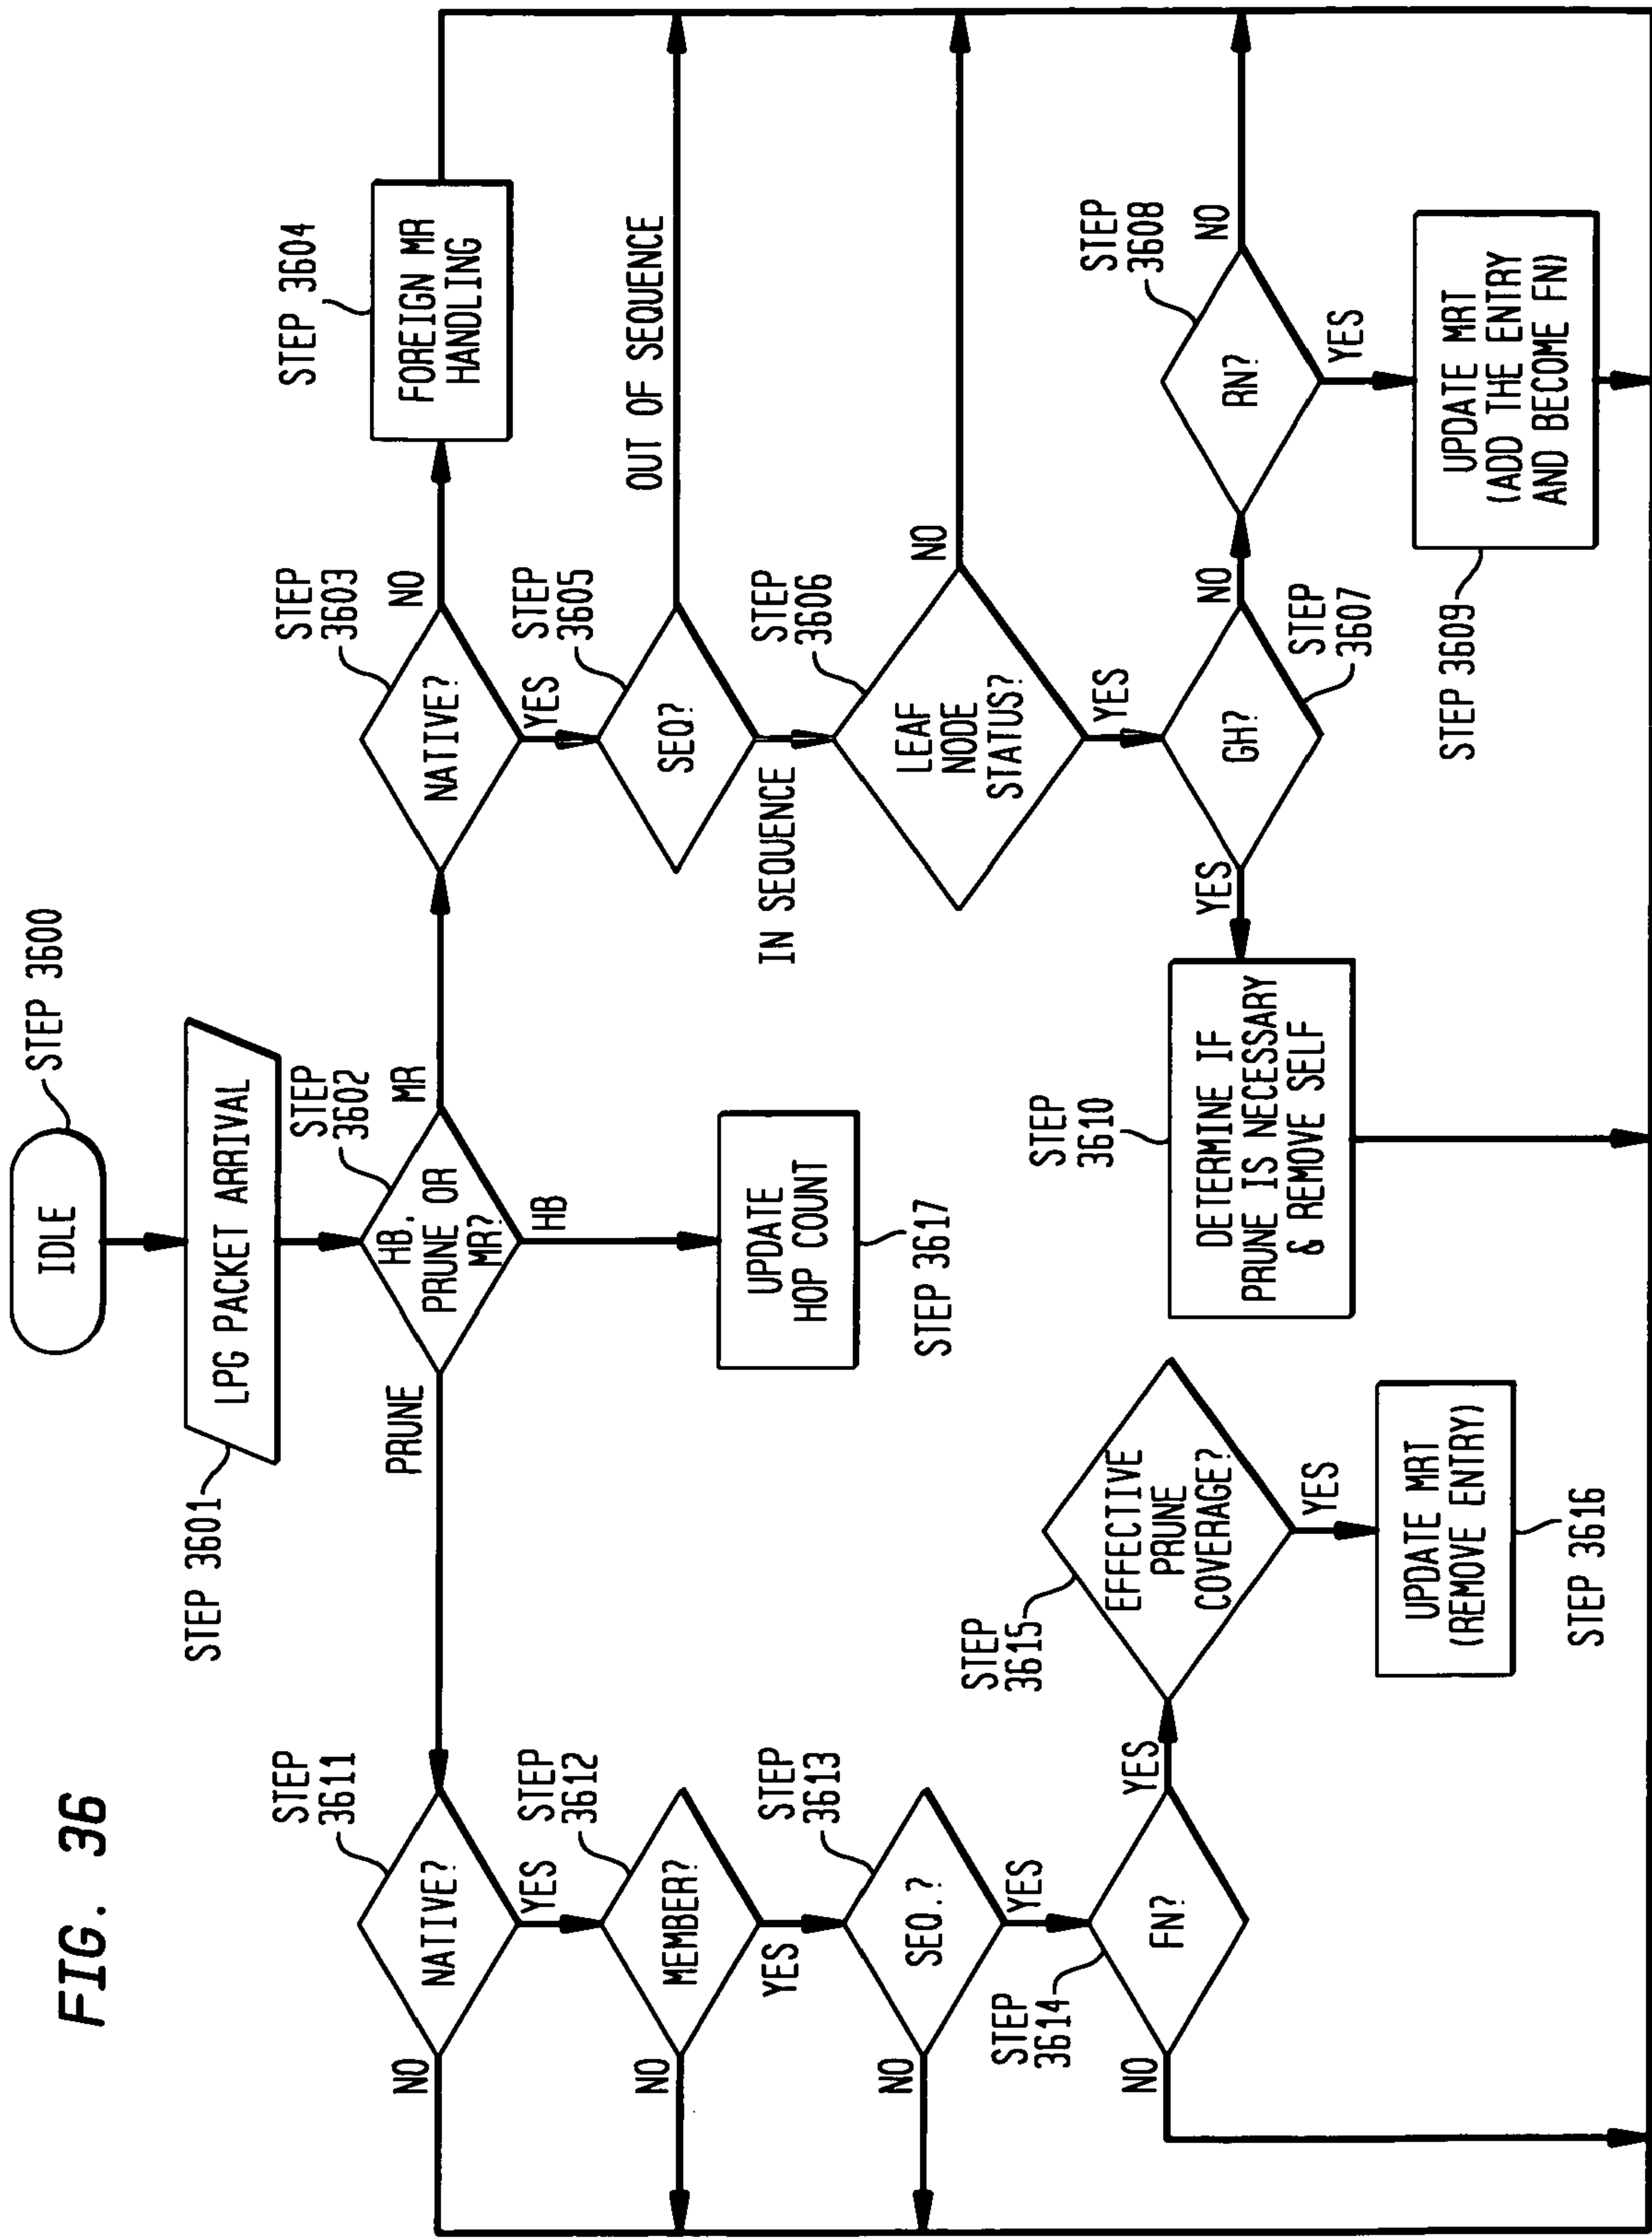 FIG. 36
IDLE
STEP 3600
LPG PACKET ARRIVAL
STEP 3601
HB,
PRUNE OR
MR?
STEP
3602
PRUNE
MR
HB
UPDATE
HOP COUNT
STEP 3617
NATIVE?
STEP
3603
NO
YES
FOREIGN MR
HANDLING
STEP 3604
SEQ?
STEP
3605
OUT OF SEQUENCE
IN SEQUENCE
LEAF
NODE
STATUS?
STEP
3606
NO
YES
GH?
STEP
3607
YES
NO
RN?
STEP
3608
NO
YES
UPDATE MRT
(ADD THE ENTRY
AND BECOME FN)
STEP 3609
STEP
3610
DETERMINE IF
PRUNE IS NECESSARY
& REMOVE SELF
NATIVE?
STEP
3611
NO
YES
MEMBER?
STEP
3612
NO
YES
SEQ.?
STEP
3613
NO
YES
FN?
STEP
3614
NO
YES
EFFECTIVE
PRUNE
COVERAGE?
STEP
3615
YES
UPDATE MRT
(REMOVE ENTRY)
STEP 3616